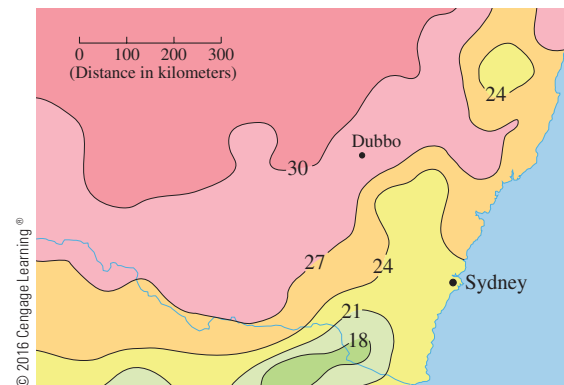 0 100 200 300
(Distance in kilometers)
24
Dubbo
30
27
24
Sydney
21
18
© 2016 Cengage Learning ®